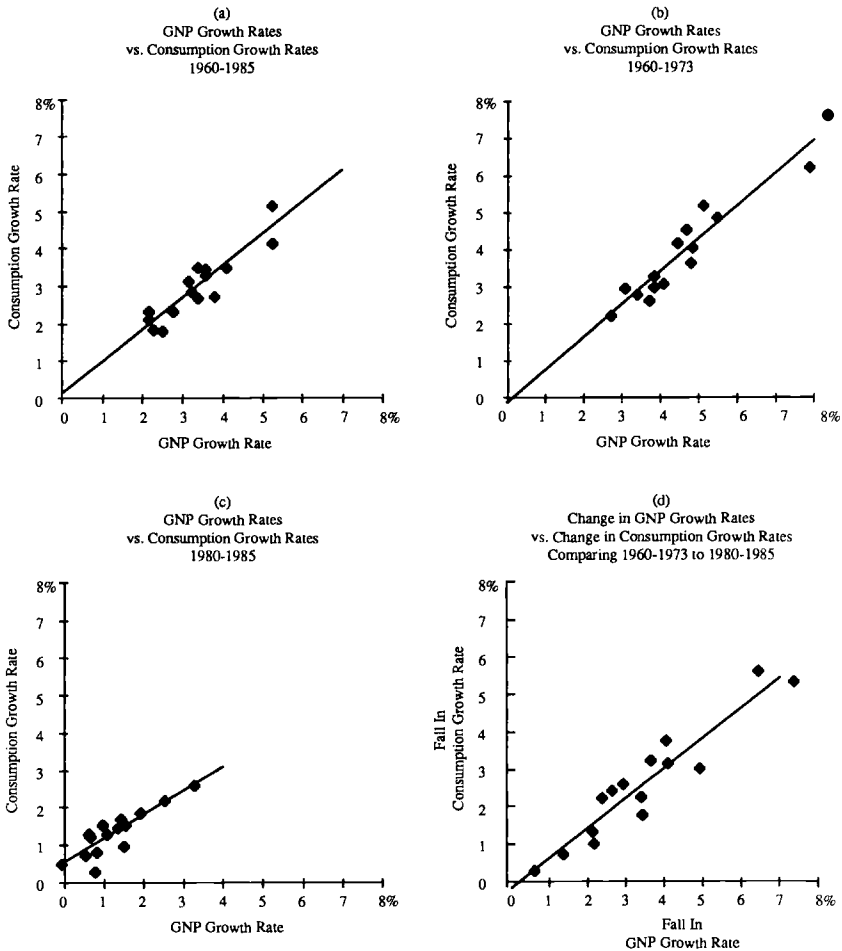 (a)
GNP Growth Rates
vs. Consumption Growth Rates
1960-1985
8%
7
6
5
4
3
2
1
0
Consumption Growth Rate
0 1 2 3 4 5 6 7 8%
GNP Growth Rate
(b)
GNP Growth Rates
vs. Consumption Growth Rates
1960-1973
8%
7
6
5
4
3
2
1
0
Consumption Growth Rate
0 1 2 3 4 5 6 7 8%
GNP Growth Rate
(c)
GNP Growth Rates
vs. Consumption Growth Rates
1980-1985
8%
7
6
5
4
3
2
1
0
Consumption Growth Rate
0 1 2 3 4 5 6 7 8%
GNP Growth Rate
(d)
Change in GNP Growth Rates
vs. Change in Consumption Growth Rates
Comparing 1960-1973 to 1980-1985
8%
7
6
5
4
3
2
1
0
Fall In
Consumption Growth Rate
0 1 2 3 4 5 6 7 8%
Fall In
GNP Growth Rate